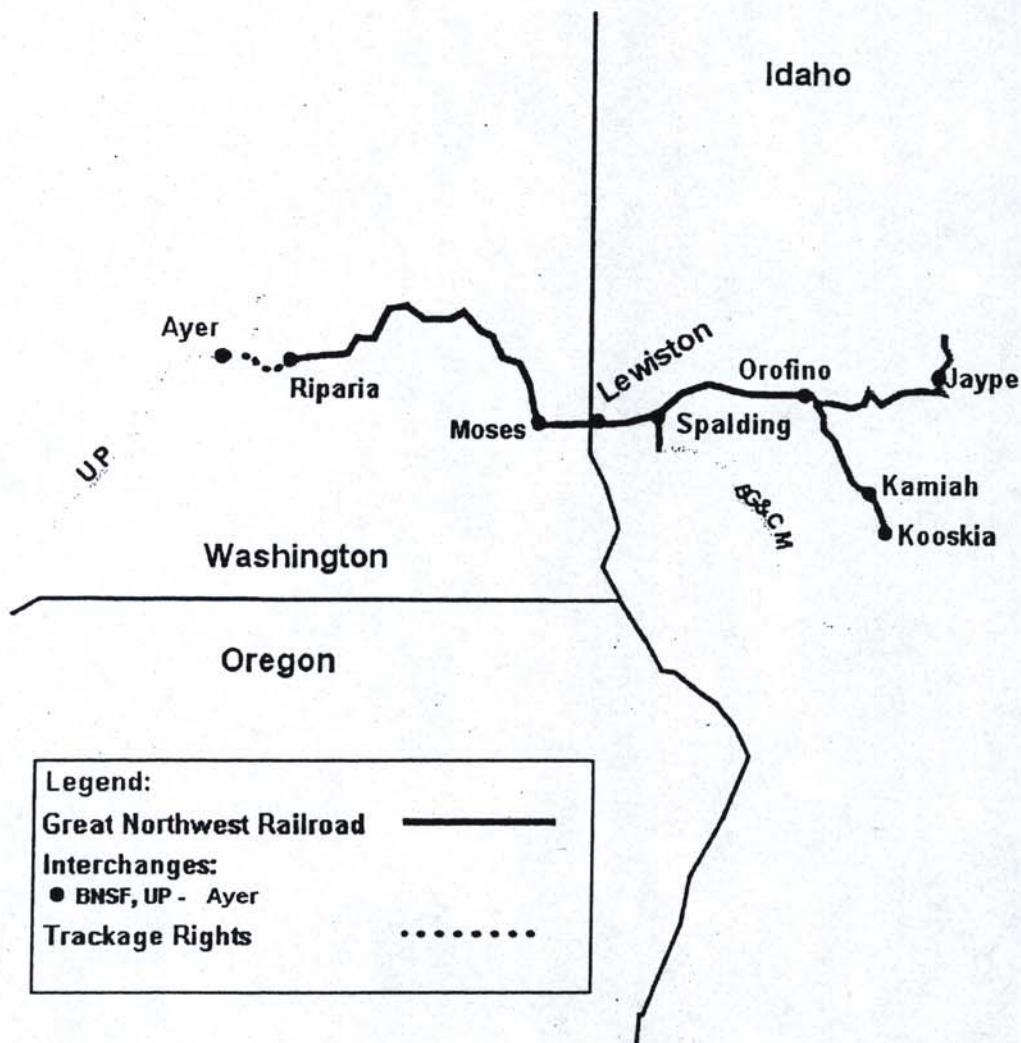 Idaho
Ayer
Riparia
Lewiston
Orofino
Jaype
Moses
Spalding
UP
Kamiah
BG&CM
Kooskia
Washington
Oregon
Legend:
Great Northwest Railroad
Interchanges:
● BNSF, UP - Ayer
Trackage Rights